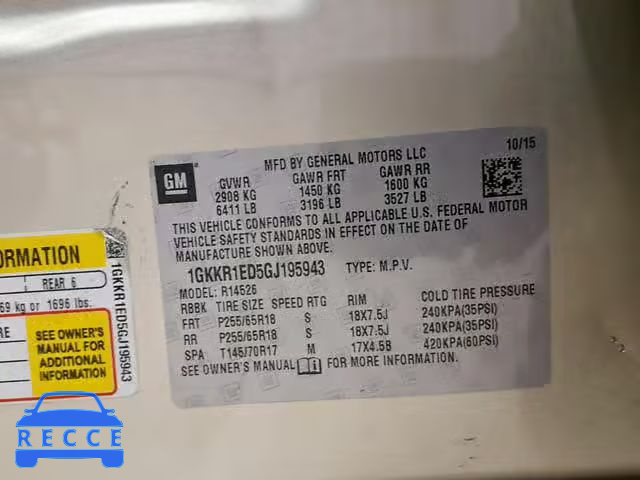 10/15
MFD BY GENERAL MOTORS LLC
GM
GVWR GAWR FRT GAWR RR
2908 KG 1450 KG 1600 KG
6411 LB 3196 LB 3527 LB
THIS VEHICLE CONFORMS TO ALL APPLICABLE U.S. FEDERAL MOTOR
VEHICLE SAFETY STANDARDS IN EFFECT ON THE DATE OF
MANUFACTURE SHOWN ABOVE.
1GKKR1ED5GJ195943 TYPE: M.P.V.
MODEL: R14526
RBBK TIRE SIZE SPEED RTG RIM COLD TIRE PRESSURE
FRT P255/65R18 S 18X7.5J 240KPA(35PSI)
RR P255/65R18 S 18X7.5J 240KPA(35PSI)
SPA T145/70R17 M 17X4.5B 420KPA(60PSI)
SEE OWNER'S MANUAL FOR MORE INFORMATION
ORMATION
REAR 6
69 kg or 1696 lbs.
RE
SEE OWNER'S
MANUAL FOR
ADDITIONAL
INFORMATION
1GKKR1ED5GJ195943
RECCE